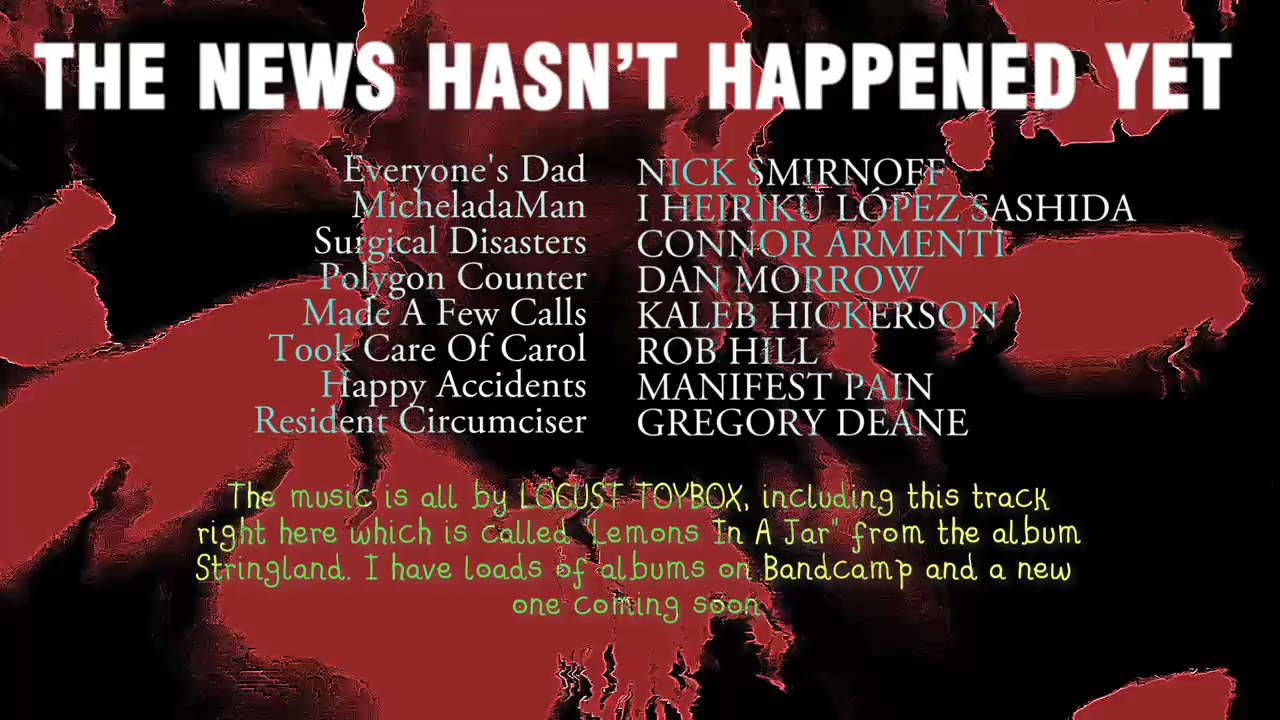 THE NEWS HASN'T HAPPENED YET
Everyone's Dad NICK SMIRNOFF
MicheladaMan I HEIRIKŪ LÓPEZ SASHIDA
Surgical Disasters CONNOR ARMENTI
Polygon Counter DAN MORROW
Made A Few Calls KALEB HICKERSON
Took Care Of Carol ROB HILL
Happy Accidents MANIFEST PAIN
Resident Circumciser GREGORY DEANE
The music is all by LOCUST TOYBOX, including this track
right here which is called "Lemons In A Jar" from the album
Stringland. I have loads of albums on Bandcamp and a new
one coming soon.